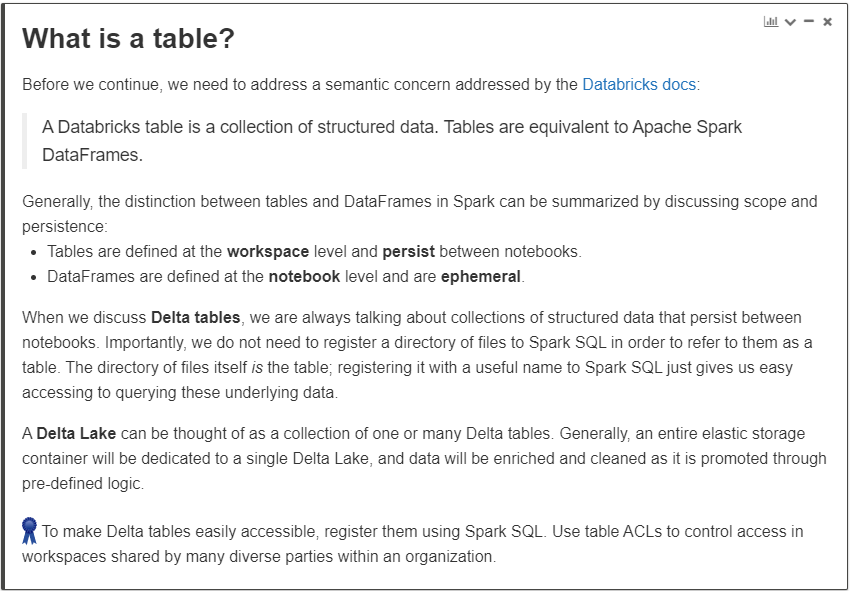 What is a table?
Before we continue, we need to address a semantic concern addressed by the Databricks docs:
A Databricks table is a collection of structured data. Tables are equivalent to Apache Spark
DataFrames.
Generally, the distinction between tables and DataFrames in Spark can be summarized by discussing scope and
persistence:
• Tables are defined at the workspace level and persist between notebooks.
• DataFrames are defined at the notebook level and are ephemeral.
When we discuss Delta tables, we are always talking about collections of structured data that persist between
notebooks. Importantly, we do not need to register a directory of files to Spark SQL in order to refer to them as a
table. The directory of files itself is the table; registering it with a useful name to Spark SQL just gives us easy
accessing to querying these underlying data.
A Delta Lake can be thought of as a collection of one or many Delta tables. Generally, an entire elastic storage
container will be dedicated to a single Delta Lake, and data will be enriched and cleaned as it is promoted through
pre-defined logic.
To make Delta tables easily accessible, register them using Spark SQL. Use table ACLs to control access in
workspaces shared by many diverse parties within an organization.